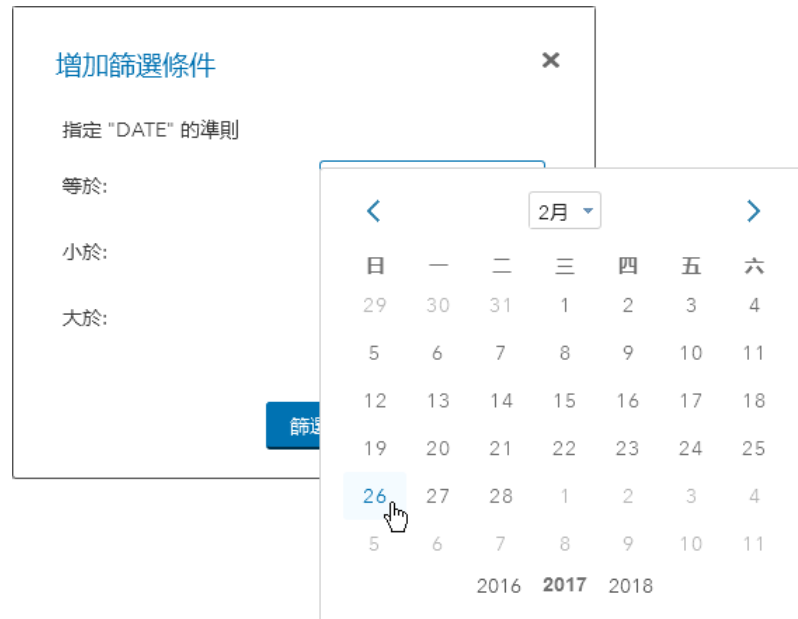 增加篩選條件
指定 "DATE" 的準則
等於:
小於:
大於:
篩選
2月
日 一 二 三 四 五 六
29 30 31 1 2 3 4
5 6 7 8 9 10 11
12 13 14 15 16 17 18
19 20 21 22 23 24 25
26 27 28 1 2 3 4
5 6 7 8 9 10 11
2016 2017 2018